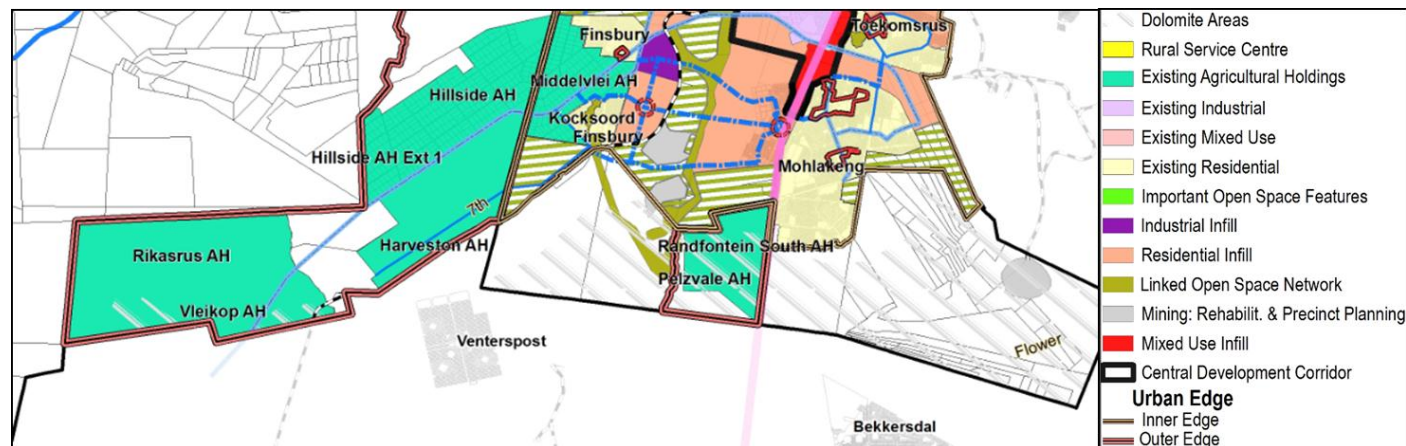 Toekomsrus
Finsbury
Middelvlei AH
Hillside AH
Kocksoord
Finsbury
Hillside AH Ext 1
Mohlakeng
7th
Rikasrus AH
Harveston AH
Randfontein South AH
Pelzvale AH
Vleikop AH
Venterspost
Flower
Bekkersdal
Dolomite Areas
Rural Service Centre
Existing Agricultural Holdings
Existing Industrial
Existing Mixed Use
Existing Residential
Important Open Space Features
Industrial Infill
Residential Infill
Linked Open Space Network
Mining: Rehabilit. & Precinct Planning
Mixed Use Infill
Central Development Corridor
Urban Edge
Inner Edge
Outer Edge